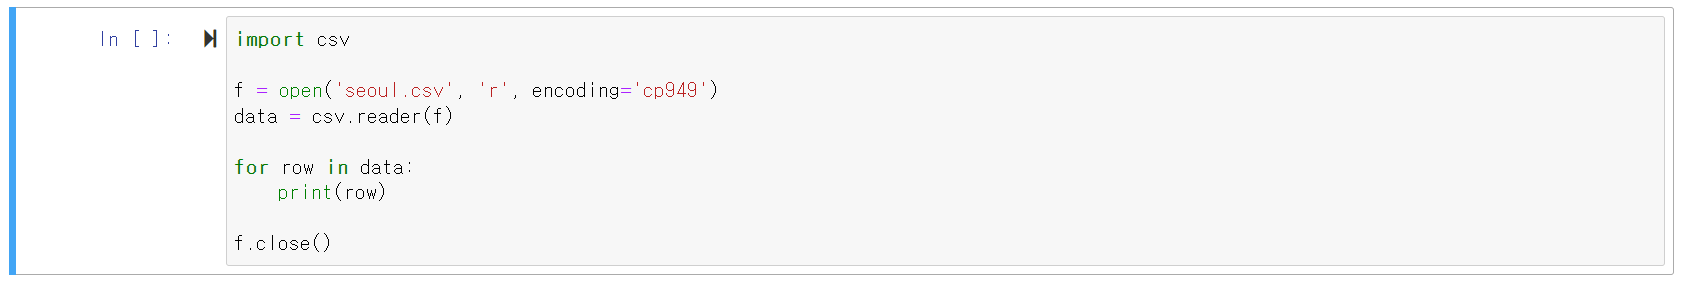 In [ ]:
import csv
f = open('seoul.csv', 'r', encoding='cp949')
data = csv.reader(f)
for row in data:
    print(row)
f.close()